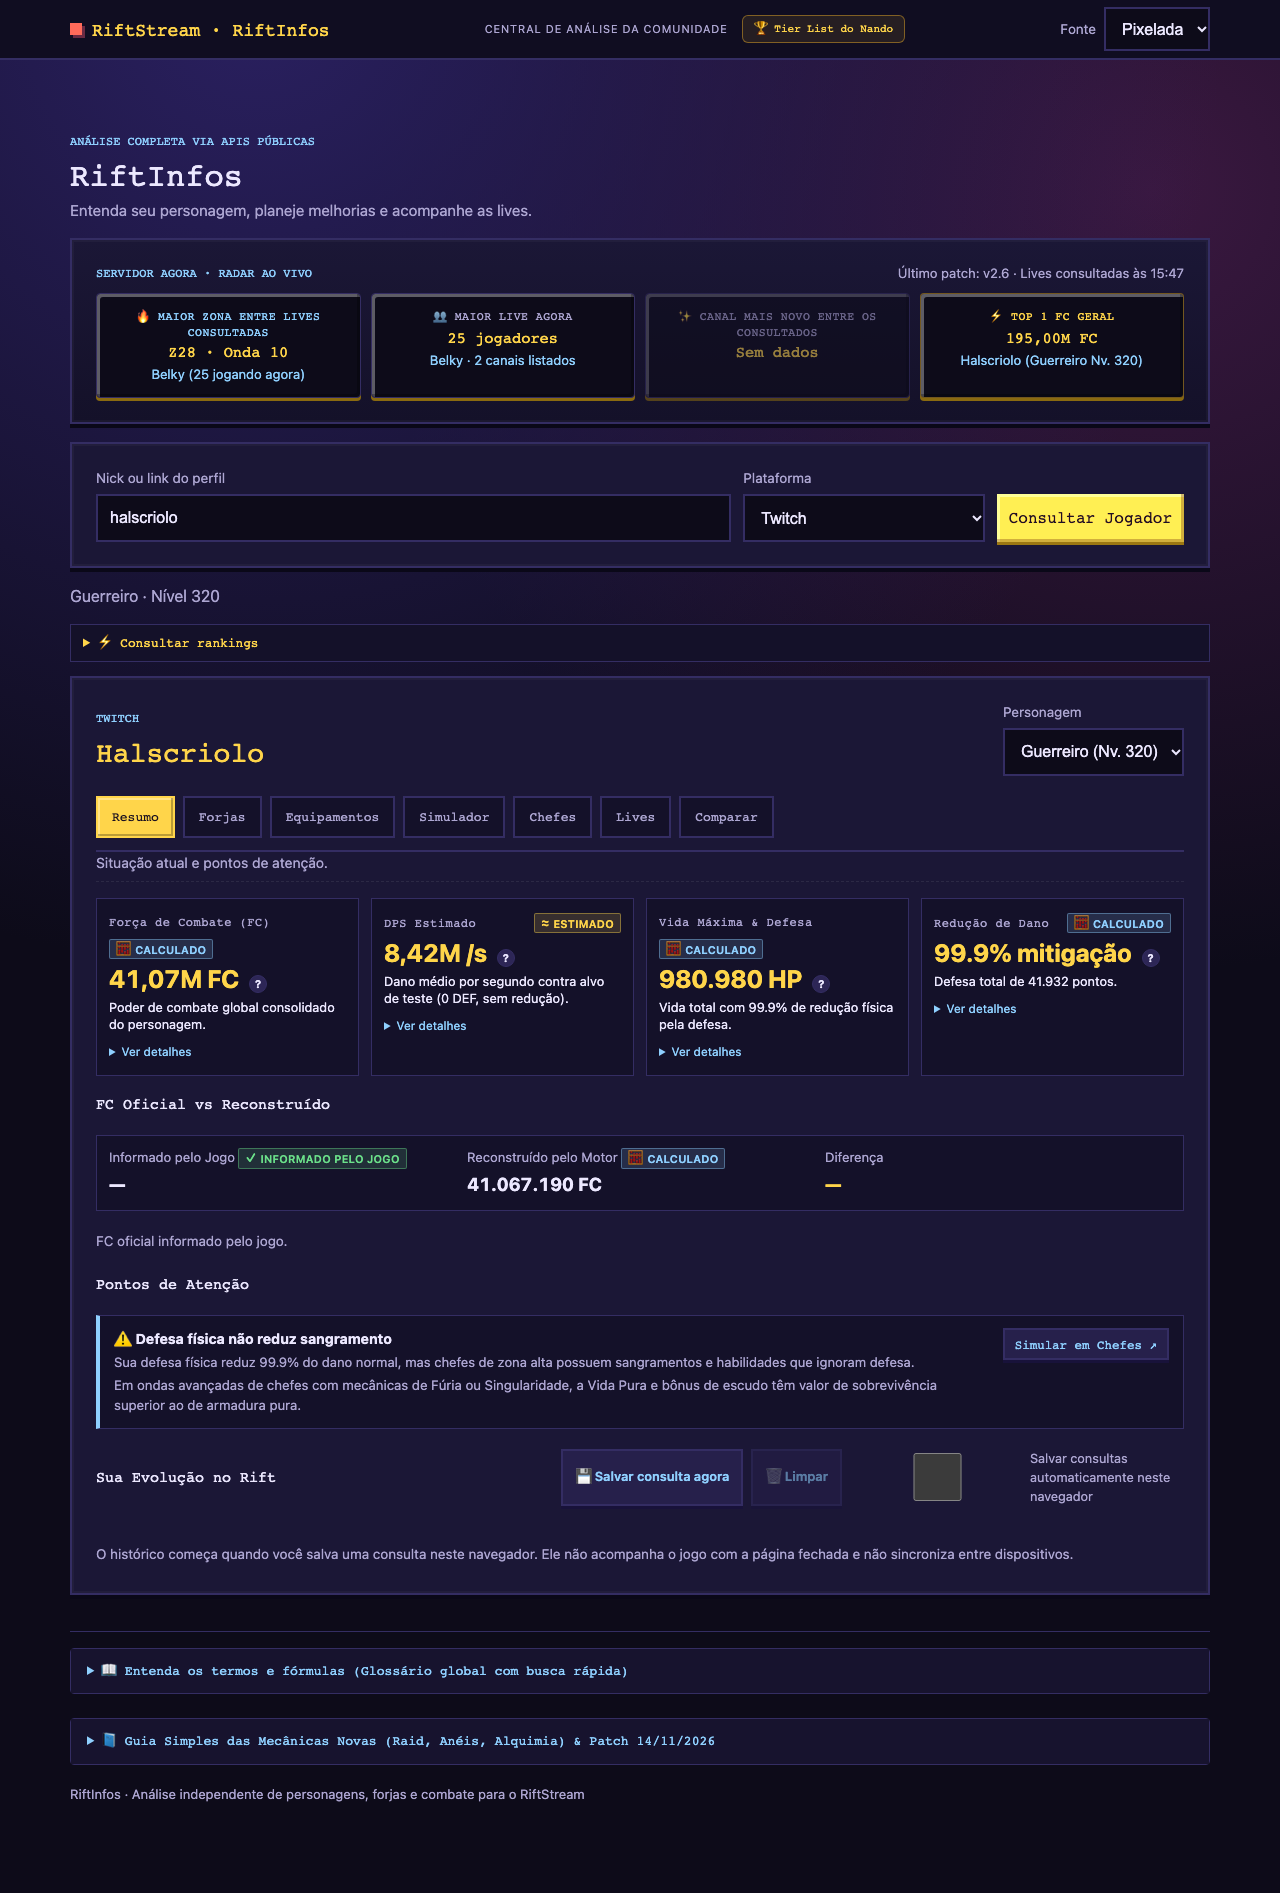 RiftStream • RiftInfos
CENTRAL DE ANÁLISE DA COMUNIDADE
🏆 Tier List do Nando
Fonte
Pixelada
ANÁLISE COMPLETA VIA APIS PÚBLICAS
RiftInfos
Entenda seu personagem, planeje melhorias e acompanhe as lives.
SERVIDOR AGORA • RADAR AO VIVO
Último patch: v2.6 · Lives consultadas às 15:47
🔥 MAIOR ZONA ENTRE LIVES
CONSULTADAS
Z28 • Onda 10
Belky (25 jogando agora)
👥 MAIOR LIVE AGORA
25 jogadores
Belky · 2 canais listados
✨ CANAL MAIS NOVO ENTRE OS
CONSULTADOS
Sem dados
⚡ TOP 1 FC GERAL
195,00M FC
Halscriolo (Guerreiro Nv. 320)
Nick ou link do perfil
halscriolo
Plataforma
Twitch
Consultar Jogador
Guerreiro · Nível 320
▶ ⚡ Consultar rankings
TWITCH
Halscriolo
Personagem
Guerreiro (Nv. 320)
Resumo
Forjas
Equipamentos
Simulador
Chefes
Lives
Comparar
Situação atual e pontos de atenção.
Força de Combate (FC)
🧮 CALCULADO
41,07M FC ?
Poder de combate global consolidado
do personagem.
▶ Ver detalhes
DPS Estimado
≈ ESTIMADO
8,42M /s ?
Dano médio por segundo contra alvo
de teste (0 DEF, sem redução).
▶ Ver detalhes
Vida Máxima & Defesa
🧮 CALCULADO
980.980 HP ?
Vida total com 99.9% de redução física
pela defesa.
▶ Ver detalhes
Redução de Dano
🧮 CALCULADO
99.9% mitigação ?
Defesa total de 41.932 pontos.
▶ Ver detalhes
FC Oficial vs Reconstruído
Informado pelo Jogo ✓ INFORMADO PELO JOGO
—
Reconstruído pelo Motor 🧮 CALCULADO
41.067.190 FC
Diferença
—
FC oficial informado pelo jogo.
Pontos de Atenção
⚠️ Defesa física não reduz sangramento
Sua defesa física reduz 99.9% do dano normal, mas chefes de zona alta possuem sangramentos e habilidades que ignoram defesa.
Em ondas avançadas de chefes com mecânicas de Fúria ou Singularidade, a Vida Pura e bônus de escudo têm valor de sobrevivência
superior ao de armadura pura.
Simular em Chefes ↗
Sua Evolução no Rift
💾 Salvar consulta agora
🗑️ Limpar
Salvar consultas
automaticamente neste
navegador
O histórico começa quando você salva uma consulta neste navegador. Ele não acompanha o jogo com a página fechada e não sincroniza entre dispositivos.
▶ 📖 Entenda os termos e fórmulas (Glossário global com busca rápida)
▶ 📘 Guia Simples das Mecânicas Novas (Raid, Anéis, Alquimia) & Patch 14/11/2026
RiftInfos · Análise independente de personagens, forjas e combate para o RiftStream